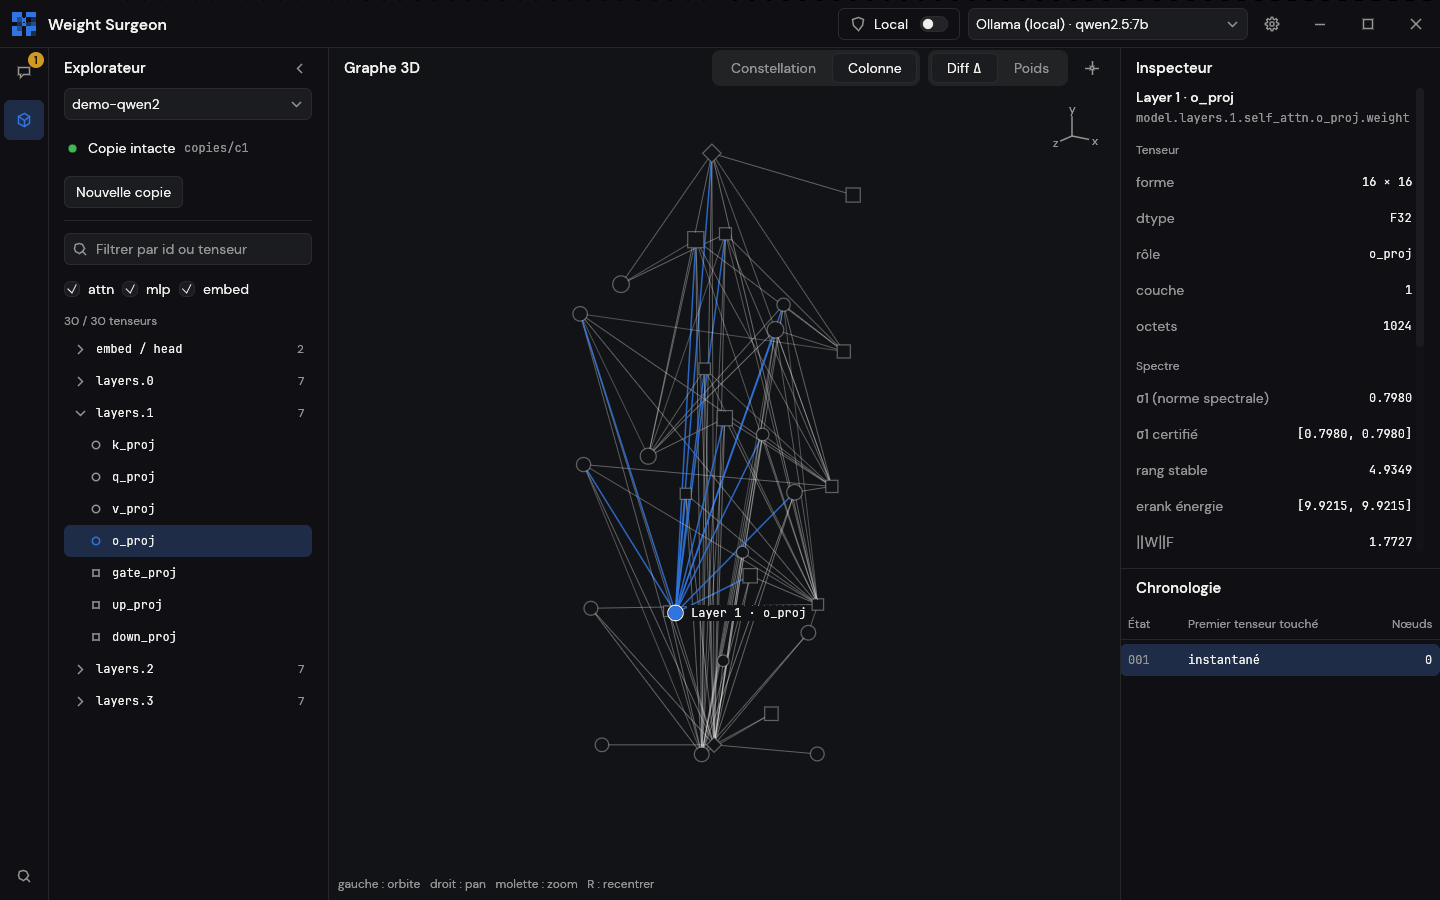 Weight Surgeon
Local
Ollama (local) · qwen2.5:7b
1
Explorateur
demo-qwen2
Copie intacte copies/c1
Nouvelle copie
Filtrer par id ou tenseur
attn mlp embed
30 / 30 tenseurs
embed / head 2
layers.0 7
layers.1 7
k_proj
q_proj
v_proj
o_proj
gate_proj
up_proj
down_proj
layers.2 7
layers.3 7
Graphe 3D
Constellation Colonne
Diff Δ Poids
y
z x
Layer 1 · o_proj
gauche : orbite droit : pan molette : zoom R : recentrer
Inspecteur
Layer 1 · o_proj
model.layers.1.self_attn.o_proj.weight
Tenseur
forme 16 × 16
dtype F32
rôle o_proj
couche 1
octets 1024
Spectre
σ1 (norme spectrale) 0.7980
σ1 certifié [0.7980, 0.7980]
rang stable 4.9349
erank énergie [9.9215, 9.9215]
||W||F 1.7727
Chronologie
État Premier tenseur touché Nœuds
001 instantané 0